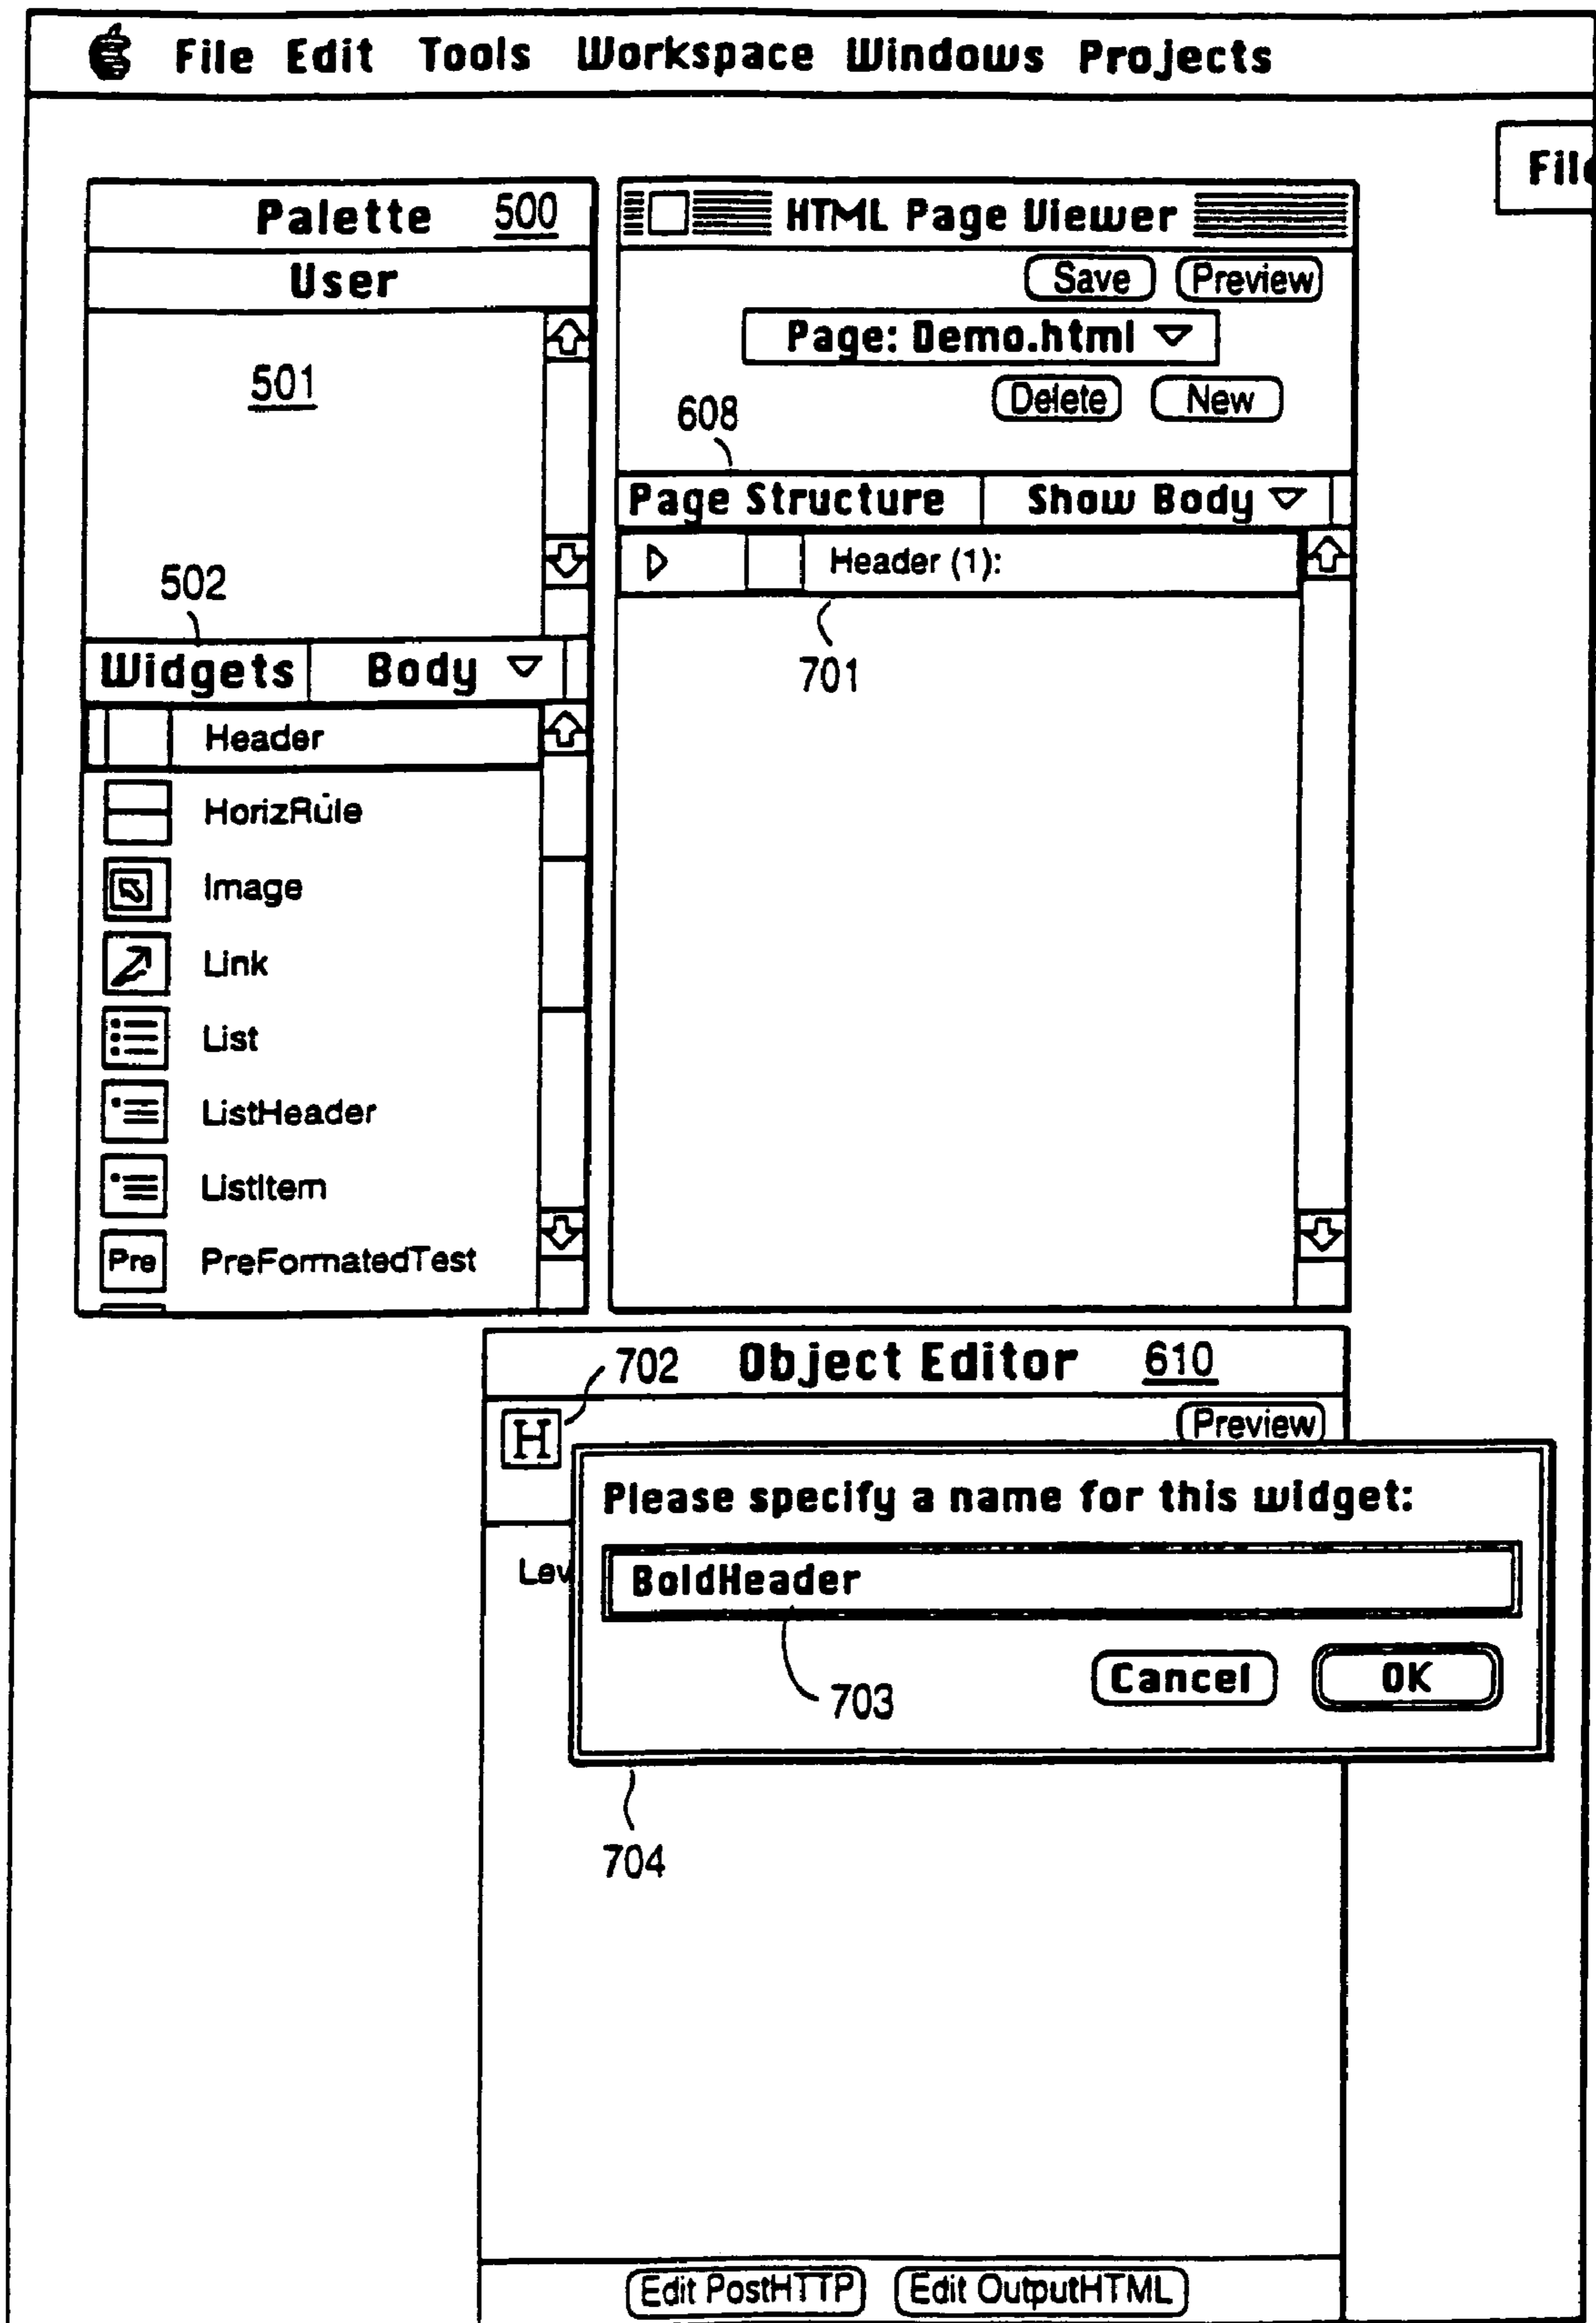 File Edit Tools Workspace Windows Projects
File
Palette 500
User
501
502
Widgets Body
Header
HorizRule
Image
Link
List
ListHeader
ListItem
Pre PreFormatedTest
HTML Page Viewer
Save Preview
Page: Demo.html
Delete New
608
Page Structure Show Body
Header (1):
701
702 Object Editor 610
H Preview
Please specify a name for this widget:
Lev
BoldHeader
Cancel OK
703
704
Edit PostHTTP Edit OutputHTML